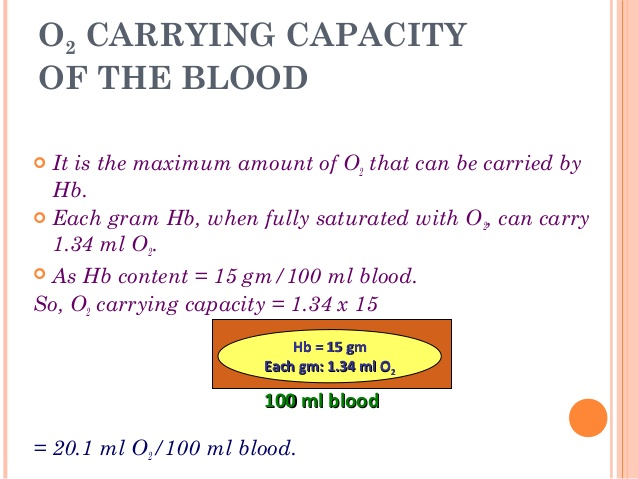 O₂ CARRYING CAPACITY
OF THE BLOOD
It is the maximum amount of O₂ that can be carried by
Hb.
Each gram Hb, when fully saturated with O₂, can carry
1.34 ml O₂.
As Hb content = 15 gm/100 ml blood.
So, O₂ carrying capacity = 1.34 x 15
Hb = 15 gm
Each gm: 1.34 ml O₂
100 ml blood
= 20.1 ml O₂/100 ml blood.